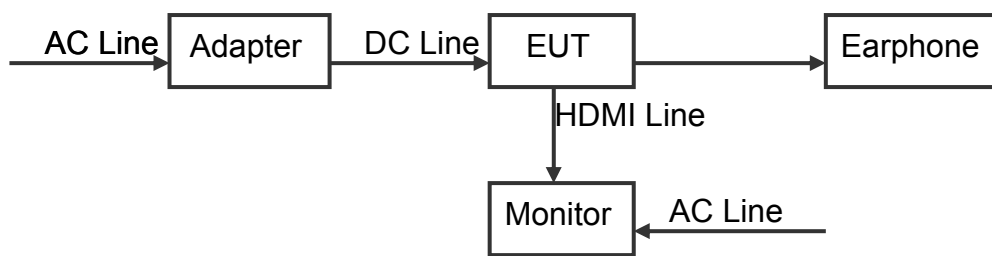 AC Line
Adapter
DC Line
EUT
Earphone
HDMI Line
Monitor
AC Line